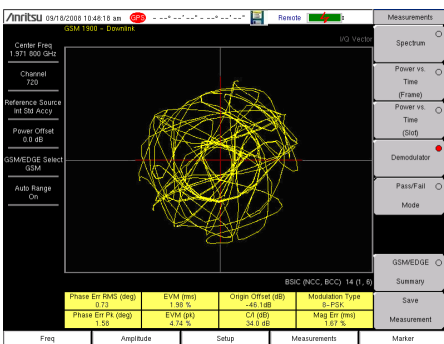 Anritsu 09/18/2008 10:48:18 am GPS Remote Measurements
GSM 1900 - Downlink
I/Q Vector
Center Freq
1.971 800 GHz
Channel
720
Reference Source
Int Std Accy
Power Offset
0.0 dB
GSM/EDGE Select
GSM
Auto Range
On
Spectrum
Power vs.
Time
(Frame)
Power vs.
Time
(Slot)
Demodulator
Pass/Fail
Mode
GSM/EDGE
Summary
Save
Measurement
BSIC (NCC, BCC) 14 (1, 6)
Phase Err RMS (deg) EVM (rms) Origin Offset (dB) Modulation Type
0.73 1.98 % -46.1dB 8-PSK
Phase Err Pk (deg) EVM (pk) C/I (dB) Mag Err (rms)
1.58 4.74 % 34.0 dB 1.67 %
Freq Amplitude Setup Measurements Marker